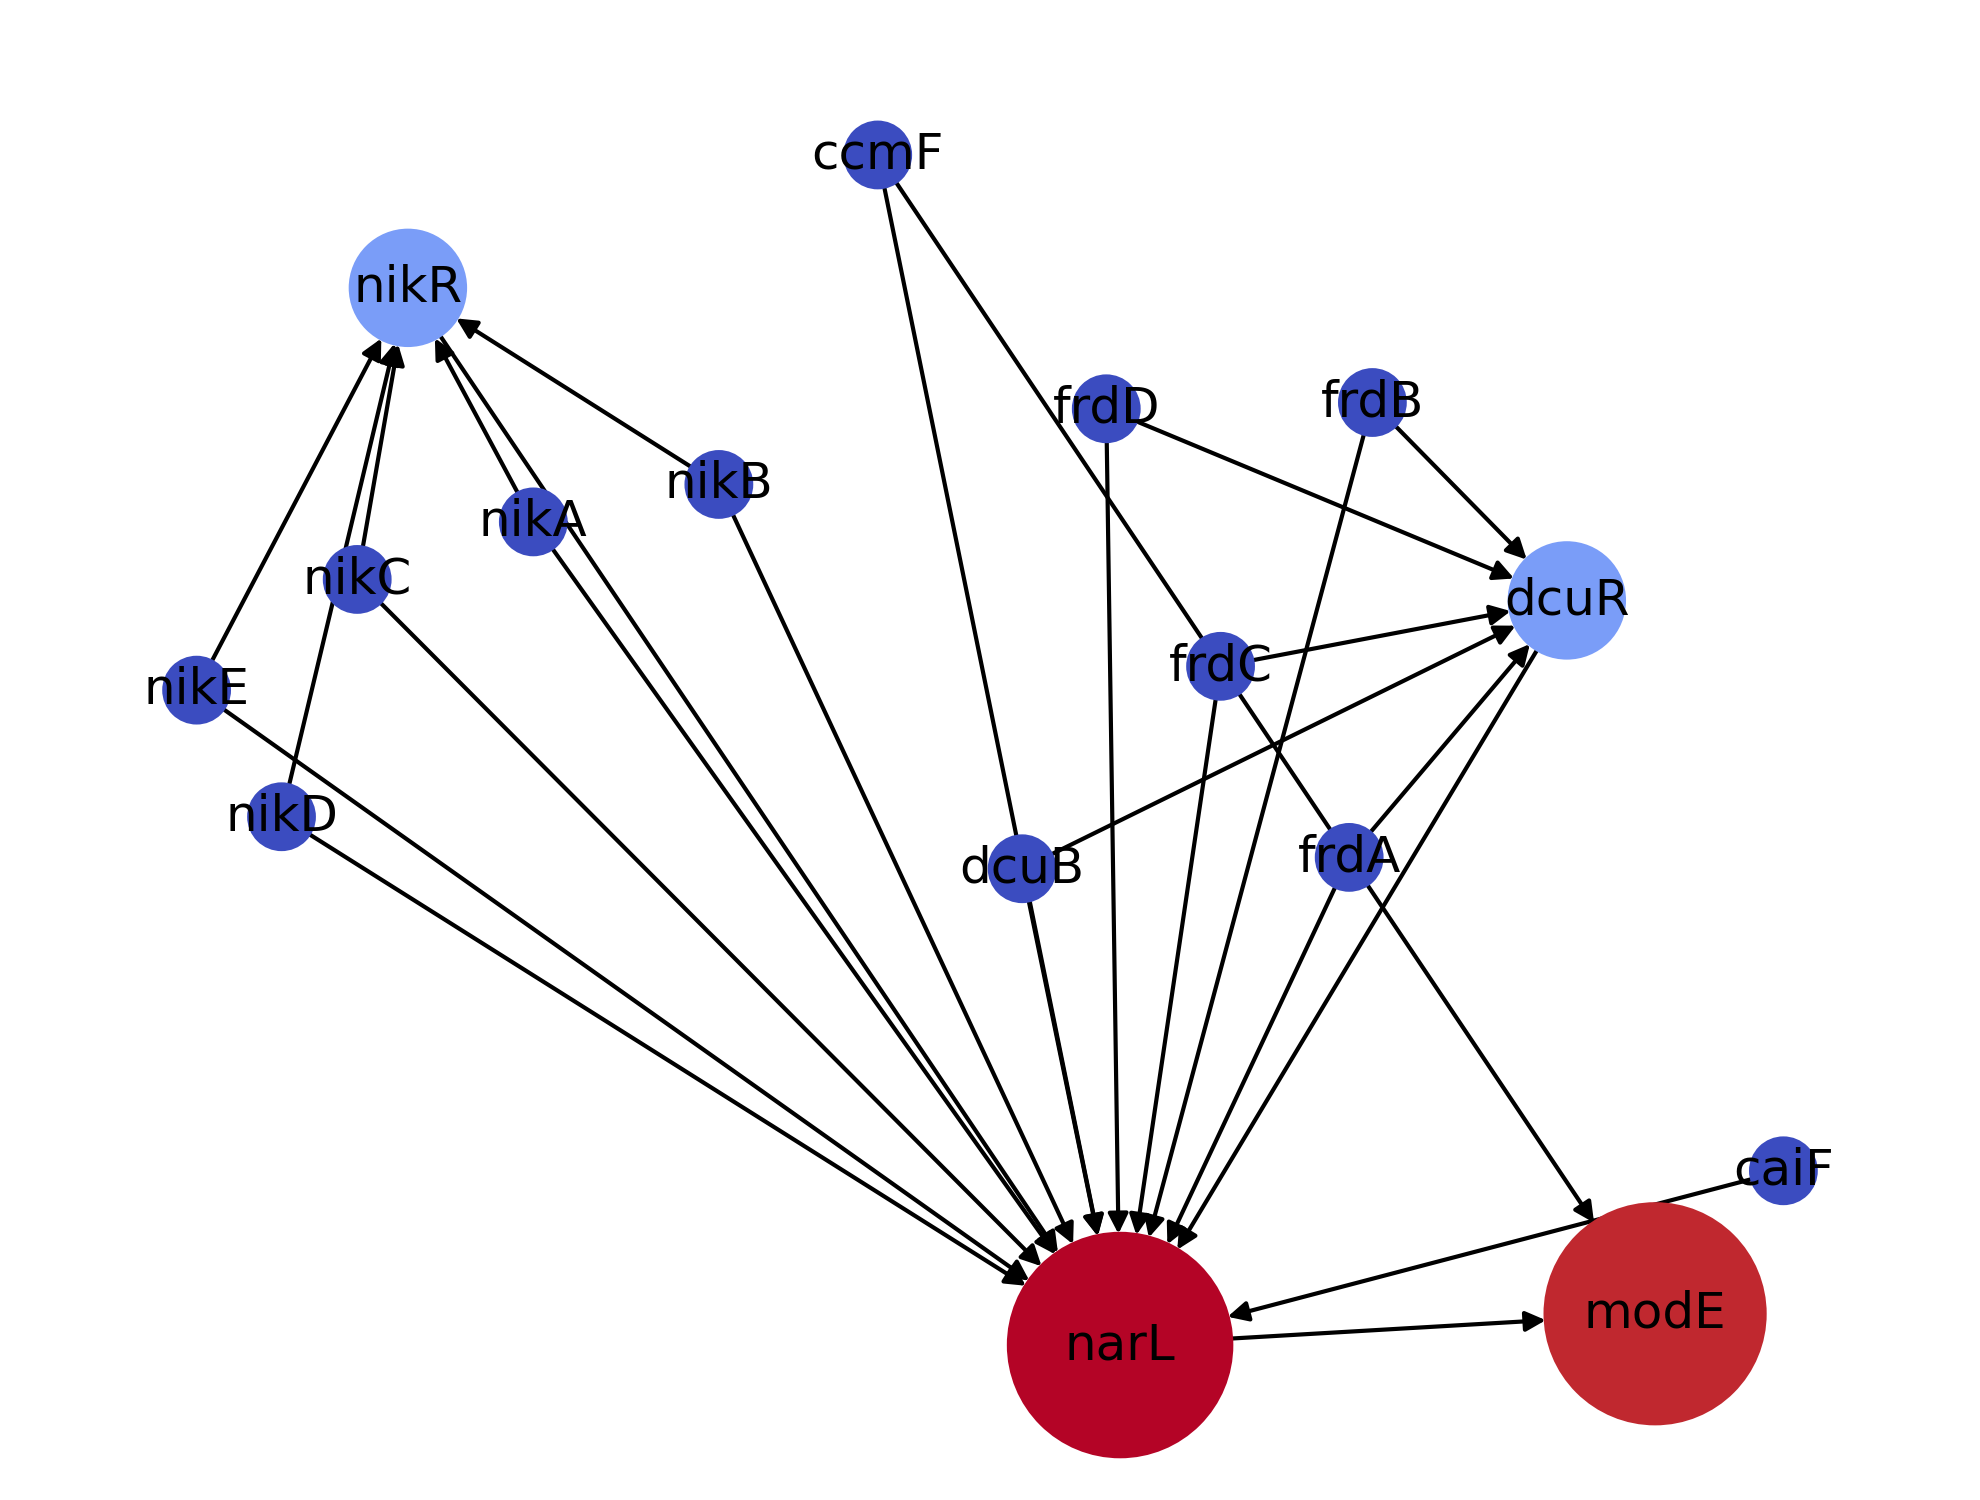 ccmF
nikR
frdD
frdB
nikB
nikA
nikC
dcuR
frdC
nikE
nikD
dcuB
frdA
caiF
modE
narL